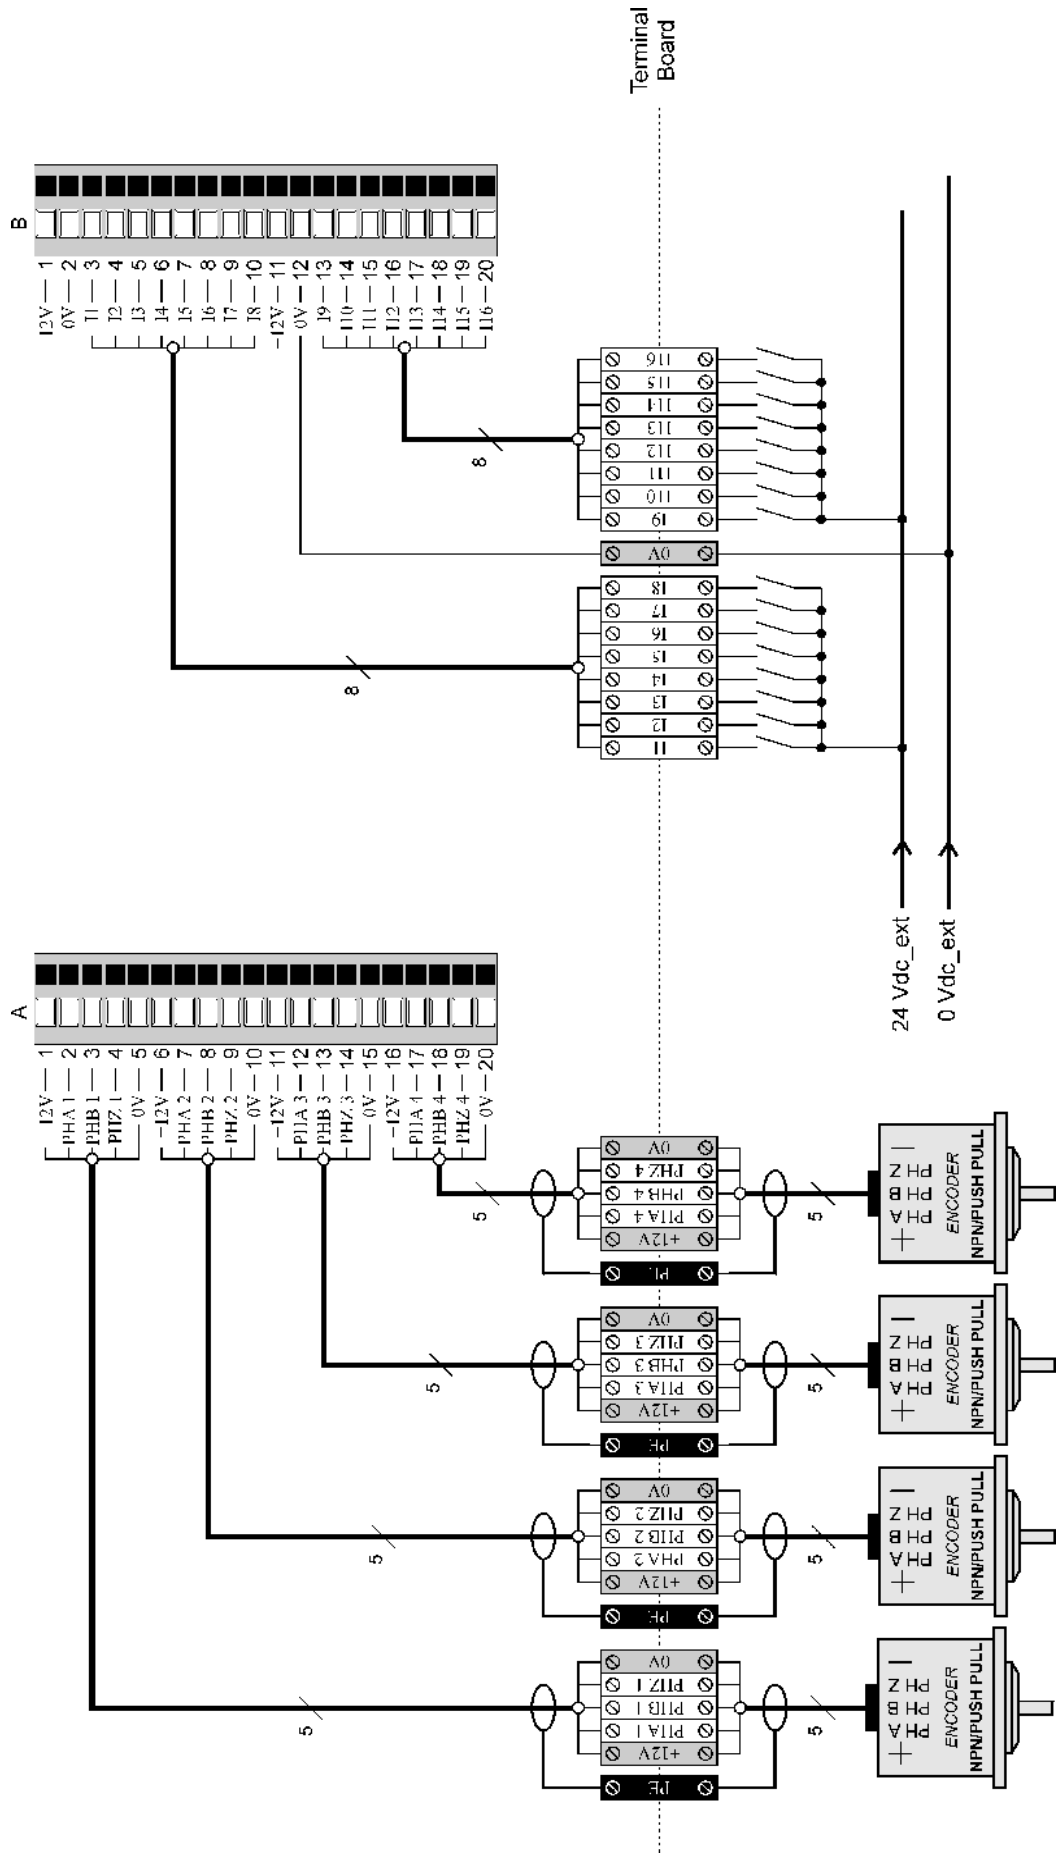 Terminal
Board
B
12V 1
0V 2
I1 3
I2 4
I3 5
I4 6
I5 7
I6 8
I7 9
I8 10
-12V 11
0V 12
I9 13
I10 14
I11 15
I12 16
I13 17
I14 18
I15 19
I16 20
8
8
I16
I15
I14
I13
I12
I11
I10
I9
0V
I8
I7
I6
I5
I4
I3
I2
I1
24 Vdc_ext
0 Vdc_ext
A
12V 1
PHA 1 2
PHB 1 3
PHZ 1 4
0V 5
-12V 6
PHA 2 7
PHB 2 8
PHZ 2 9
0V 10
-12V 11
PHA 3 12
PHB 3 13
PHZ 3 14
0V 15
-12V 16
PHA 4 17
PHB 4 18
PHZ 4 19
0V 20
5
0V
PHZ 4
PHB 4
PHA 4
+12V
PE
5
+ PH A PH B PH Z —
ENCODER
NPN/PUSH PULL
5
0V
PHZ 3
PHB 3
PHA 3
+12V
PE
5
+ PH A PH B PH Z —
ENCODER
NPN/PUSH PULL
5
0V
PHZ 2
PHB 2
PHA 2
+12V
PE
5
+ PH A PH B PH Z —
ENCODER
NPN/PUSH PULL
5
0V
PHZ 1
PHB 1
PHA 1
+12V
PE
5
+ PH A PH B PH Z —
ENCODER
NPN/PUSH PULL